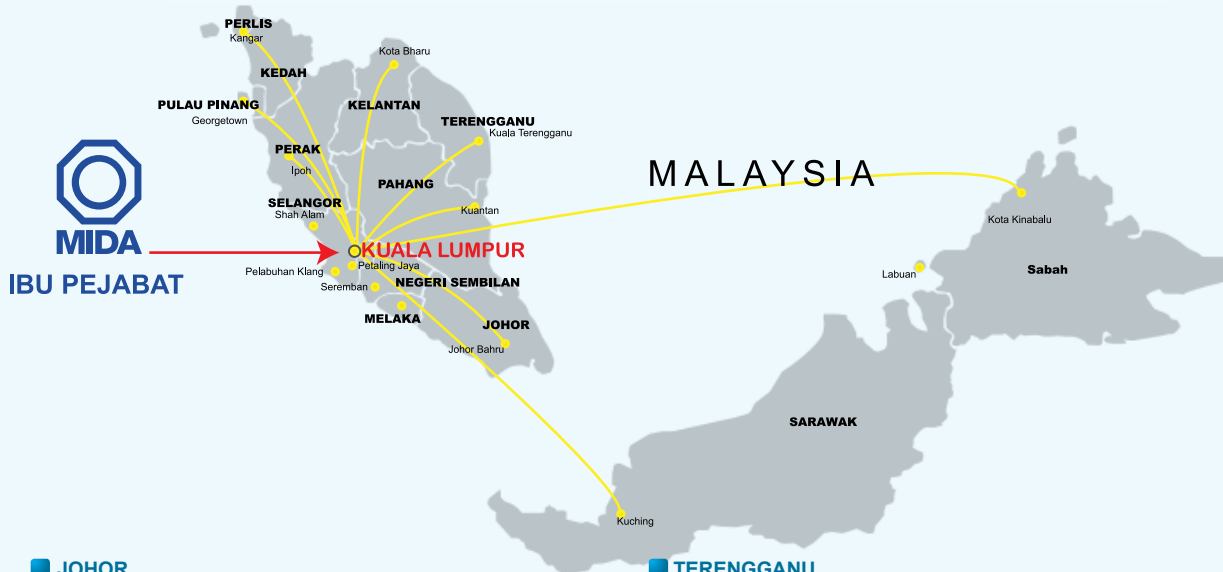 PERLIS
Kangar
Kota Bharu
KEDAH
PULAU PINANG
KELANTAN
Georgetown
TERENGGANU
Kuala Terengganu
PERAK
Ipoh
MALAYSIA
PAHANG
SELANGOR
Shah Alam
Kuantan
Kota Kinabalu
MIDA
KUALA LUMPUR
Petaling Jaya
Pelabuhan Klang
IBU PEJABAT
Seremban
NEGERI SEMBILAN
Labuan
Sabah
MELAKA
JOHOR
Johor Bahru
SARAWAK
Kuching
JOHOR
TERENGGANU